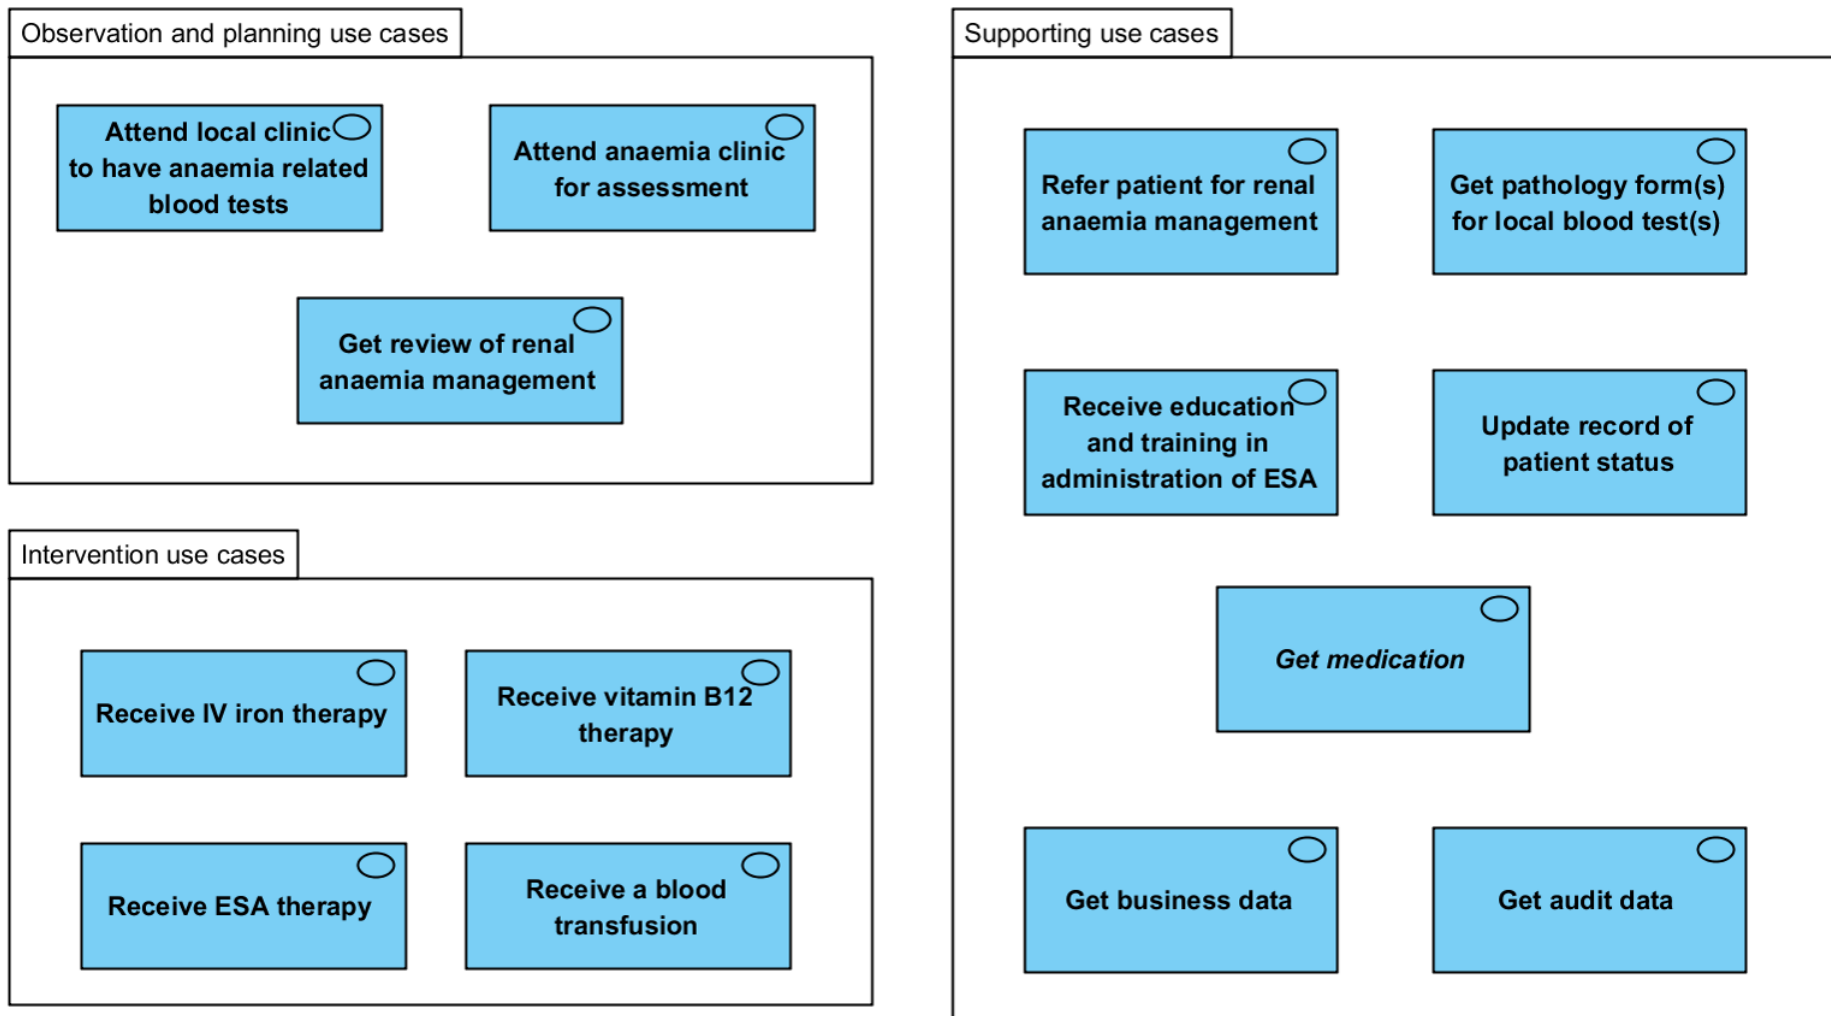 Observation and planning use cases
Attend local clinic
to have anaemia related
blood tests
Attend anaemia clinic
for assessment
Get review of renal
anaemia management
Intervention use cases
Receive IV iron therapy
Receive vitamin B12
therapy
Receive ESA therapy
Receive a blood
transfusion
Supporting use cases
Refer patient for renal
anaemia management
Get pathology form(s)
for local blood test(s)
Receive education
and training in
administration of ESA
Update record of
patient status
Get medication
Get business data
Get audit data